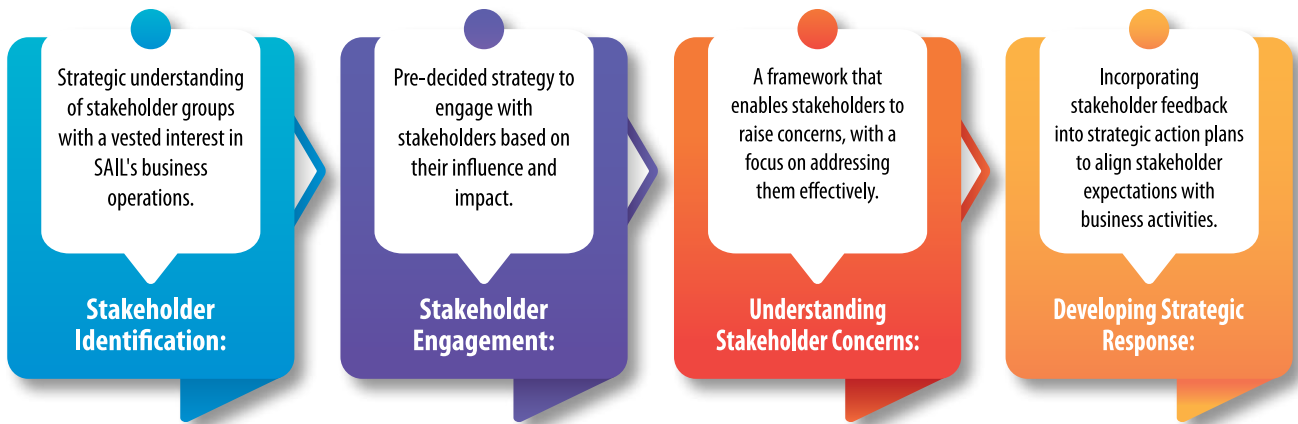 Strategic understanding
of stakeholder groups
with a vested interest in
SAIL's business
operations.
Stakeholder
Identification:
Pre-decided strategy to
engage with
stakeholders based on
their influence and
impact.
Stakeholder
Engagement:
A framework that
enables stakeholders to
raise concerns, with a
focus on addressing
them effectively.
Understanding
Stakeholder Concerns:
Incorporating
stakeholder feedback
into strategic action plans
to align stakeholder
expectations with
business activities.
Developing Strategic
Response: